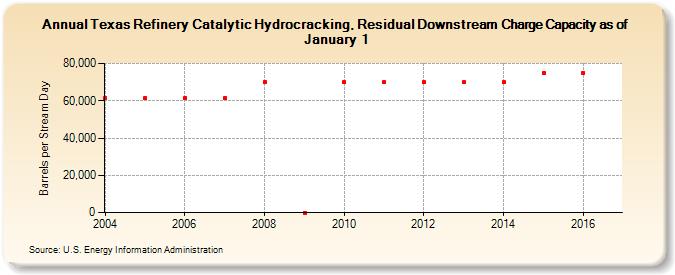 Annual Texas Refinery Catalytic Hydrocracking, Residual Downstream Charge Capacity as of
January 1
Barrels per Stream Day
80,000
60,000
40,000
20,000
0
2004 2006 2008 2010 2012 2014 2016
Source: U.S. Energy Information Administration